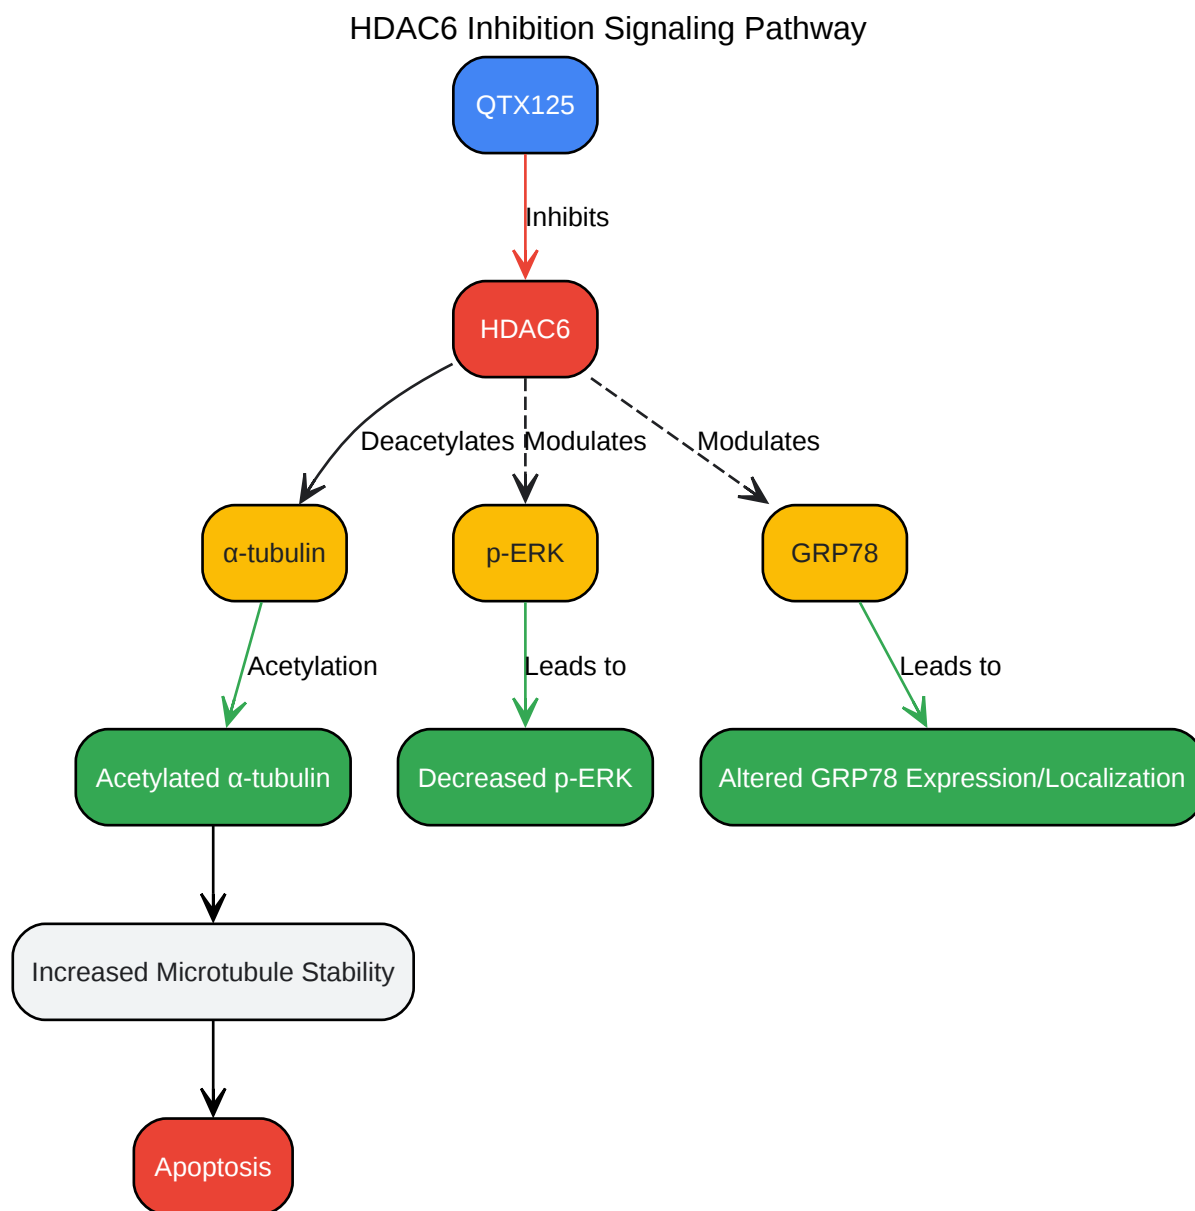 HDAC6 Inhibition Signaling Pathway
QTX125
Inhibits
HDAC6
Deacetylates
Modulates
Modulates
α-tubulin
p-ERK
GRP78
Acetylation
Leads to
Leads to
Acetylated α-tubulin
Decreased p-ERK
Altered GRP78 Expression/Localization
Increased Microtubule Stability
Apoptosis